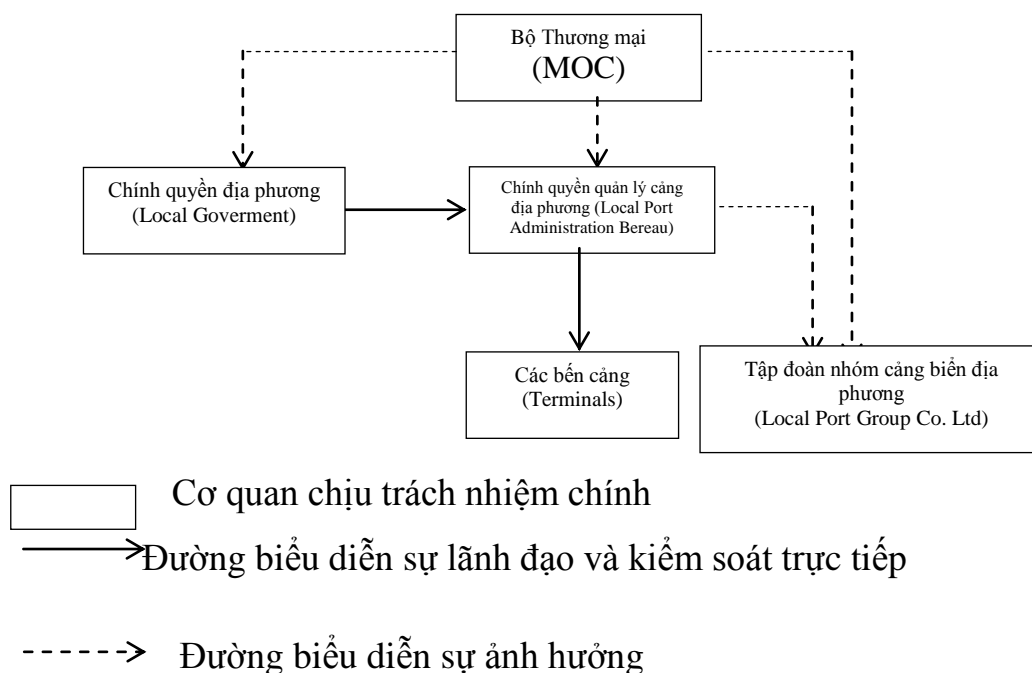 Bộ Thương mại
(MOC)
Chính quyền địa phương
(Local Goverment)
Chính quyền quản lý cảng
địa phương (Local Port
Administration Bereau)
Các bến cảng
(Terminals)
Tập đoàn nhóm cảng biển địa
phương
(Local Port Group Co. Ltd)
Cơ quan chịu trách nhiệm chính
Đường biểu diễn sự lãnh đạo và kiểm soát trực tiếp
Đường biểu diễn sự ảnh hưởng